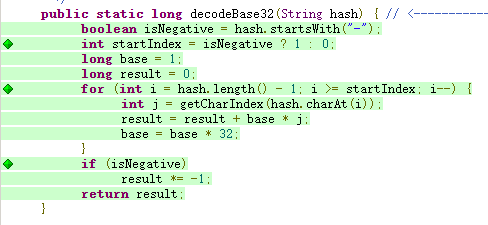 public static long decodeBase32(String hash) { // <-----------
boolean isNegative = hash.startsWith("-");
int startIndex = isNegative ? 1 : 0;
long base = 1;
long result = 0;
for (int i = hash.length() - 1; i >= startIndex; i--) {
int j = getCharIndex(hash.charAt(i));
result = result + base * j;
base = base * 32;
}
if (isNegative)
result *= -1;
return result;
}